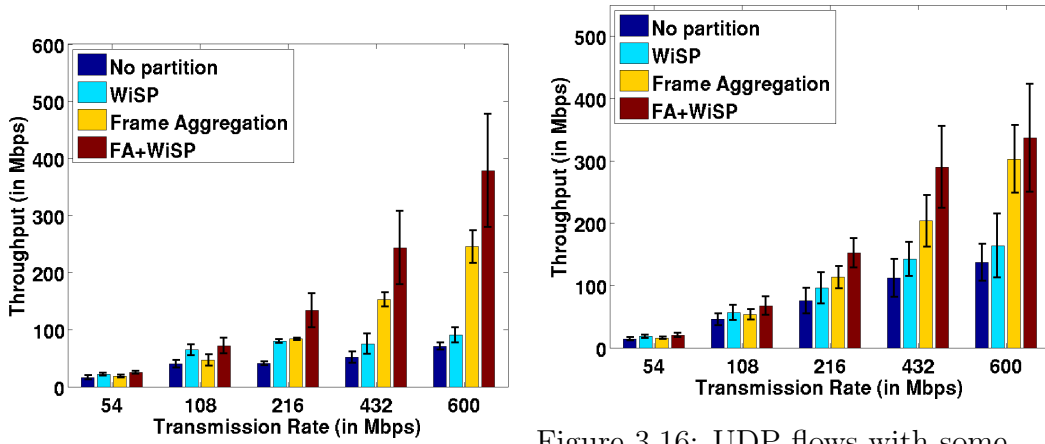 600
500
400
300
200
100
0
Throughput (in Mbps)
No partition
WiSP
Frame Aggregation
FA+WiSP
54 108 216 432 600
Transmission Rate (in Mbps)
500
400
300
200
100
0
Throughput (in Mbps)
No partition
WiSP
Frame Aggregation
FA+WiSP
54 108 216 432 600
Transmission Rate (in Mbps)
Figure 3.16: UDP flows with some